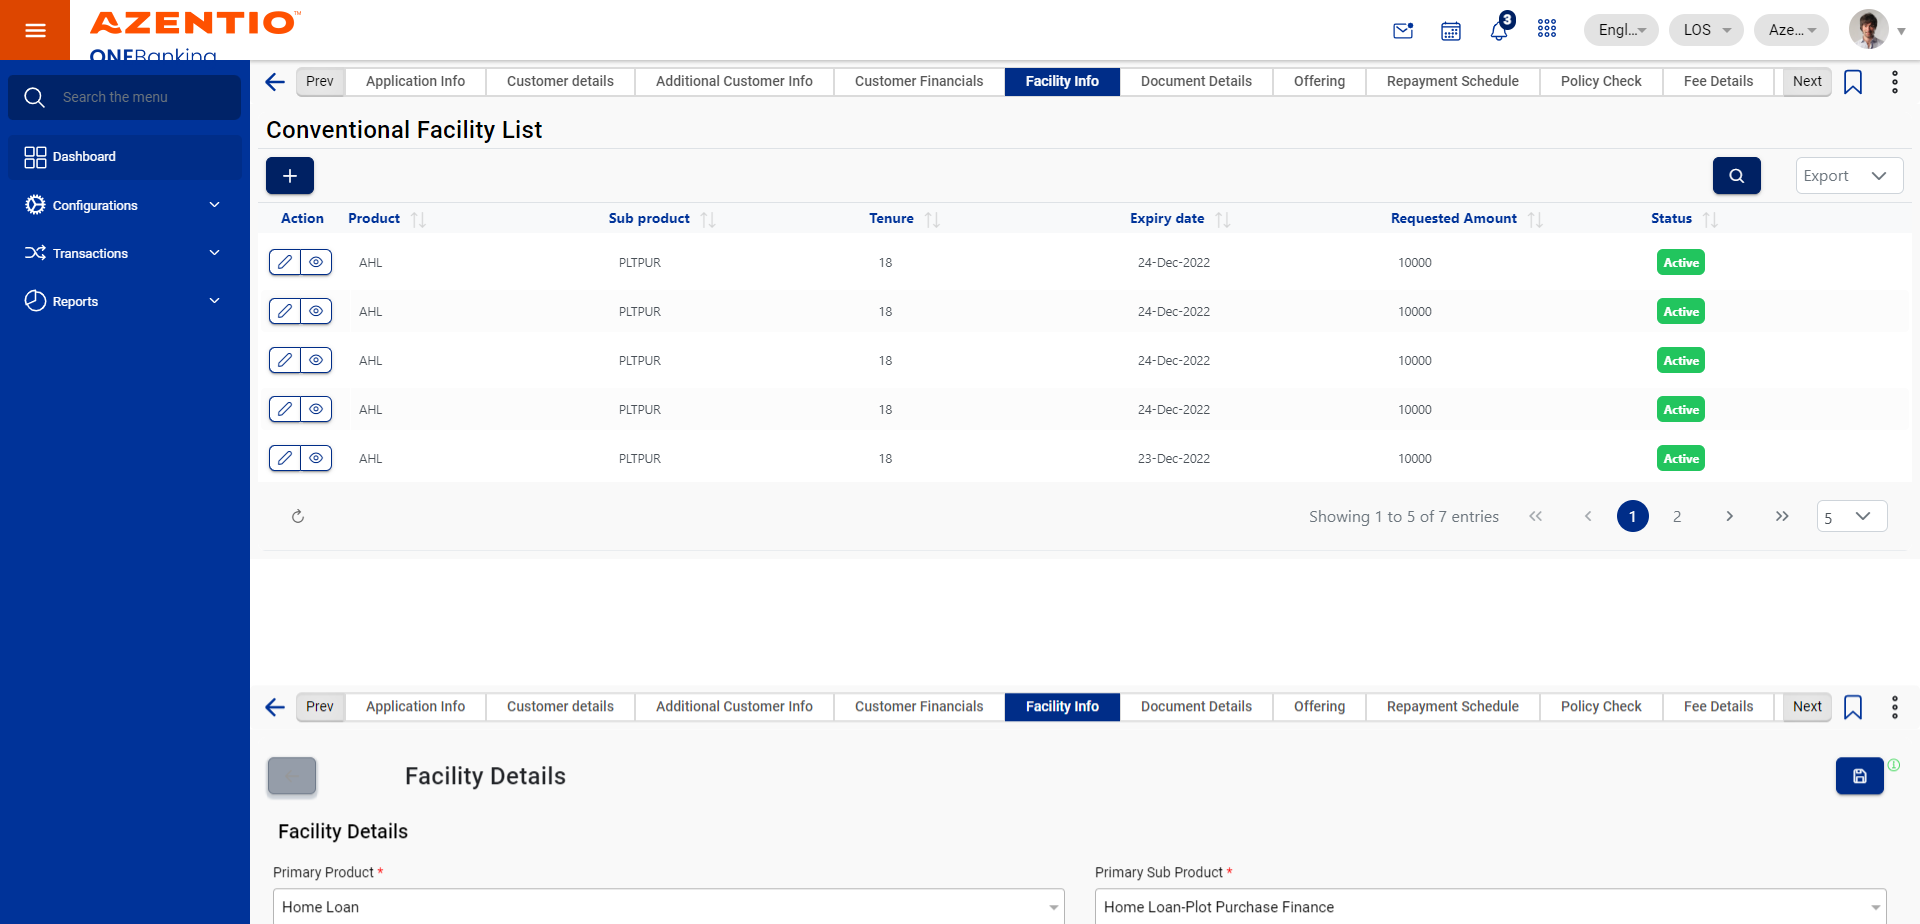 AZENTIO™
ONEBanking
3
Engl...
LOS
Aze...
Search the menu
Dashboard
Configurations
Transactions
Reports
Prev
Application Info
Customer details
Additional Customer Info
Customer Financials
Facility Info
Document Details
Offering
Repayment Schedule
Policy Check
Fee Details
Next
Conventional Facility List
+
Export
Action Product Sub product Tenure Expiry date Requested Amount Status
AHL PLTPUR 18 24-Dec-2022 10000 Active
AHL PLTPUR 18 24-Dec-2022 10000 Active
AHL PLTPUR 18 24-Dec-2022 10000 Active
AHL PLTPUR 18 24-Dec-2022 10000 Active
AHL PLTPUR 18 23-Dec-2022 10000 Active
Showing 1 to 5 of 7 entries « ‹ 1 2 › » 5
Prev
Application Info
Customer details
Additional Customer Info
Customer Financials
Facility Info
Document Details
Offering
Repayment Schedule
Policy Check
Fee Details
Next
Facility Details
Facility Details
Primary Product *
Home Loan
Primary Sub Product *
Home Loan-Plot Purchase Finance